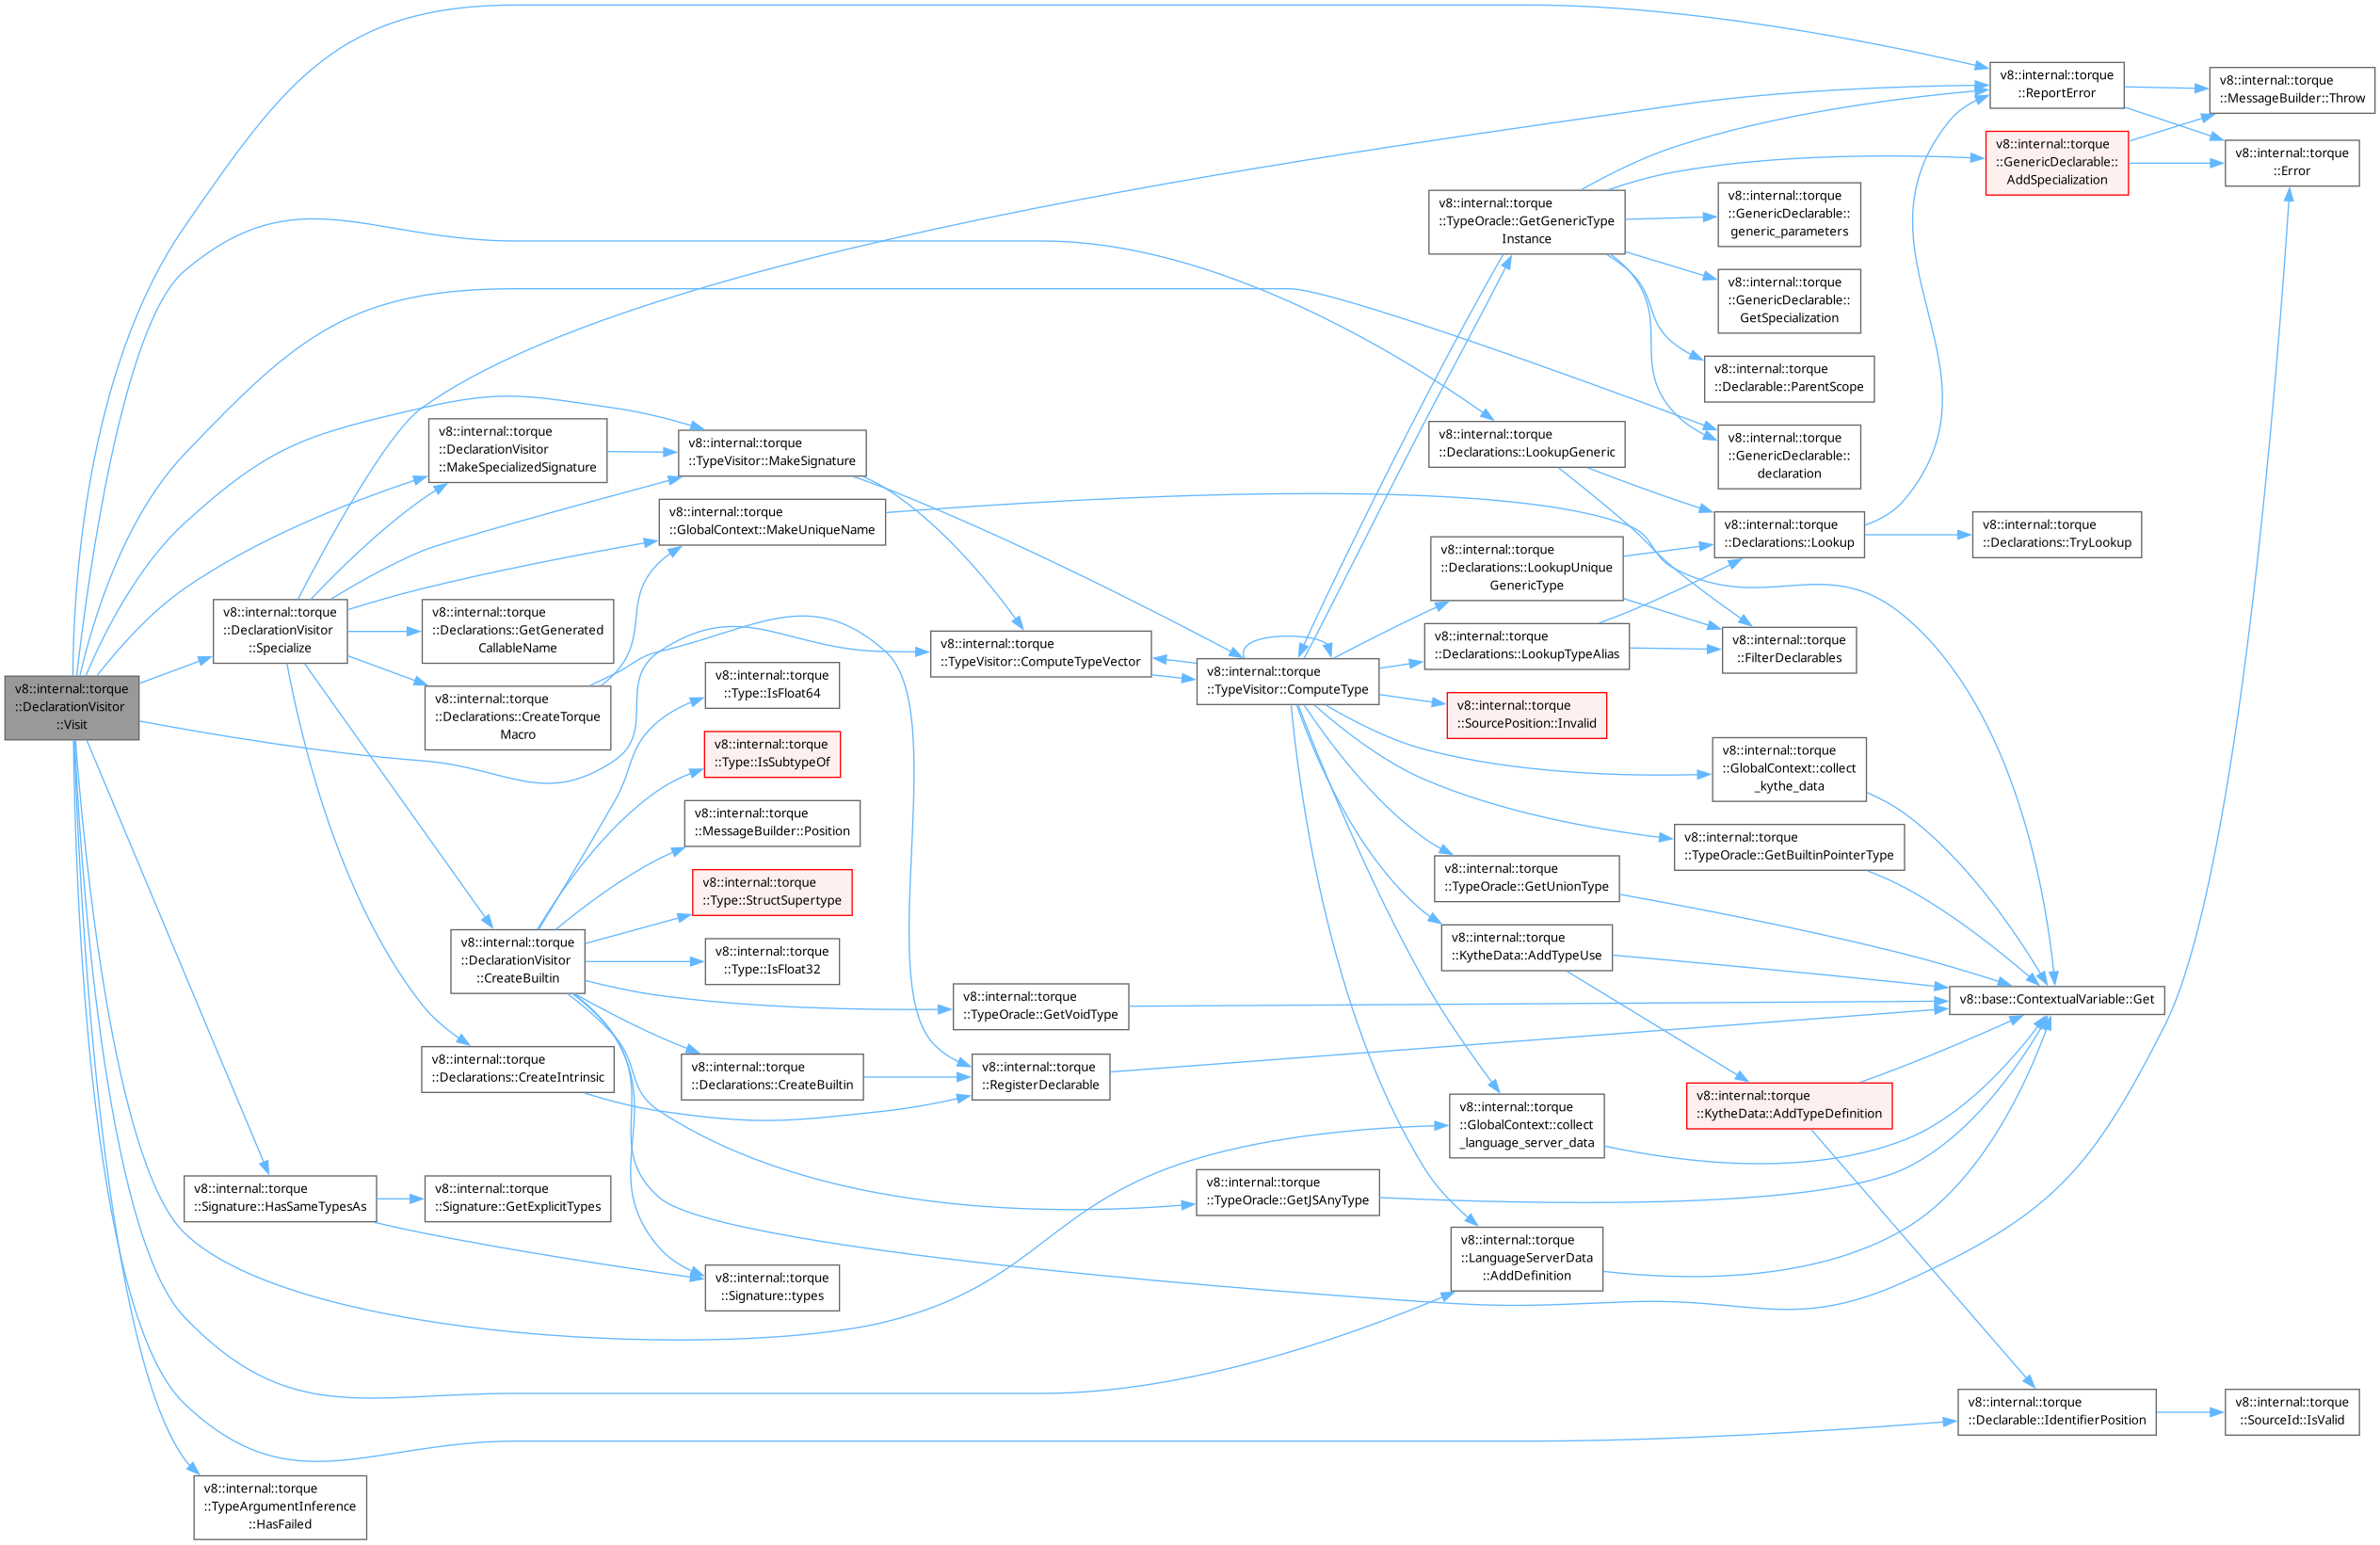 v8::internal::torque
::DeclarationVisitor
::Visit
v8::internal::torque
::DeclarationVisitor
::Specialize
v8::internal::torque
::Signature::HasSameTypesAs
v8::internal::torque
::TypeArgumentInference
::HasFailed
v8::internal::torque
::DeclarationVisitor
::MakeSpecializedSignature
v8::internal::torque
::Declarations::GetGenerated
CallableName
v8::internal::torque
::Declarations::CreateTorque
Macro
v8::internal::torque
::DeclarationVisitor
::CreateBuiltin
v8::internal::torque
::Declarations::CreateIntrinsic
v8::internal::torque
::Signature::GetExplicitTypes
v8::internal::torque
::TypeVisitor::MakeSignature
v8::internal::torque
::GlobalContext::MakeUniqueName
v8::internal::torque
::Type::IsFloat64
v8::internal::torque
::Type::IsSubtypeOf
v8::internal::torque
::MessageBuilder::Position
v8::internal::torque
::Type::StructSupertype
v8::internal::torque
::Type::IsFloat32
v8::internal::torque
::Declarations::CreateBuiltin
v8::internal::torque
::Signature::types
v8::internal::torque
::TypeVisitor::ComputeTypeVector
v8::internal::torque
::TypeOracle::GetVoidType
v8::internal::torque
::RegisterDeclarable
v8::internal::torque
::TypeVisitor::ComputeType
v8::internal::torque
::TypeOracle::GetJSAnyType
v8::internal::torque
::TypeOracle::GetGenericType
Instance
v8::internal::torque
::Declarations::LookupGeneric
v8::internal::torque
::Declarations::LookupUnique
GenericType
v8::internal::torque
::Declarations::LookupTypeAlias
v8::internal::torque
::SourcePosition::Invalid
v8::internal::torque
::TypeOracle::GetUnionType
v8::internal::torque
::KytheData::AddTypeUse
v8::internal::torque
::GlobalContext::collect
_language_server_data
v8::internal::torque
::LanguageServerData
::AddDefinition
v8::internal::torque
::GenericDeclarable::
generic_parameters
v8::internal::torque
::GenericDeclarable::
GetSpecialization
v8::internal::torque
::Declarable::ParentScope
v8::internal::torque
::GenericDeclarable::
declaration
v8::internal::torque
::Declarations::Lookup
v8::internal::torque
::FilterDeclarables
v8::internal::torque
::GlobalContext::collect
_kythe_data
v8::internal::torque
::TypeOracle::GetBuiltinPointerType
v8::internal::torque
::KytheData::AddTypeDefinition
v8::internal::torque
::ReportError
v8::internal::torque
::GenericDeclarable::
AddSpecialization
v8::internal::torque
::Declarations::TryLookup
v8::base::ContextualVariable::Get
v8::internal::torque
::Declarable::IdentifierPosition
v8::internal::torque
::MessageBuilder::Throw
v8::internal::torque
::Error
v8::internal::torque
::SourceId::IsValid